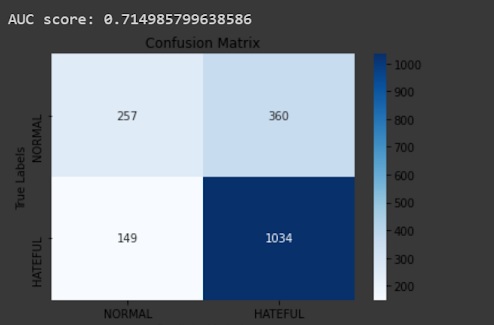 AUC score: 0.714985799638586
Confusion Matrix
True Labels
NORMAL
257
360
HATEFUL
149
1034
NORMAL
HATEFUL
1000
900
800
700
600
500
400
300
200